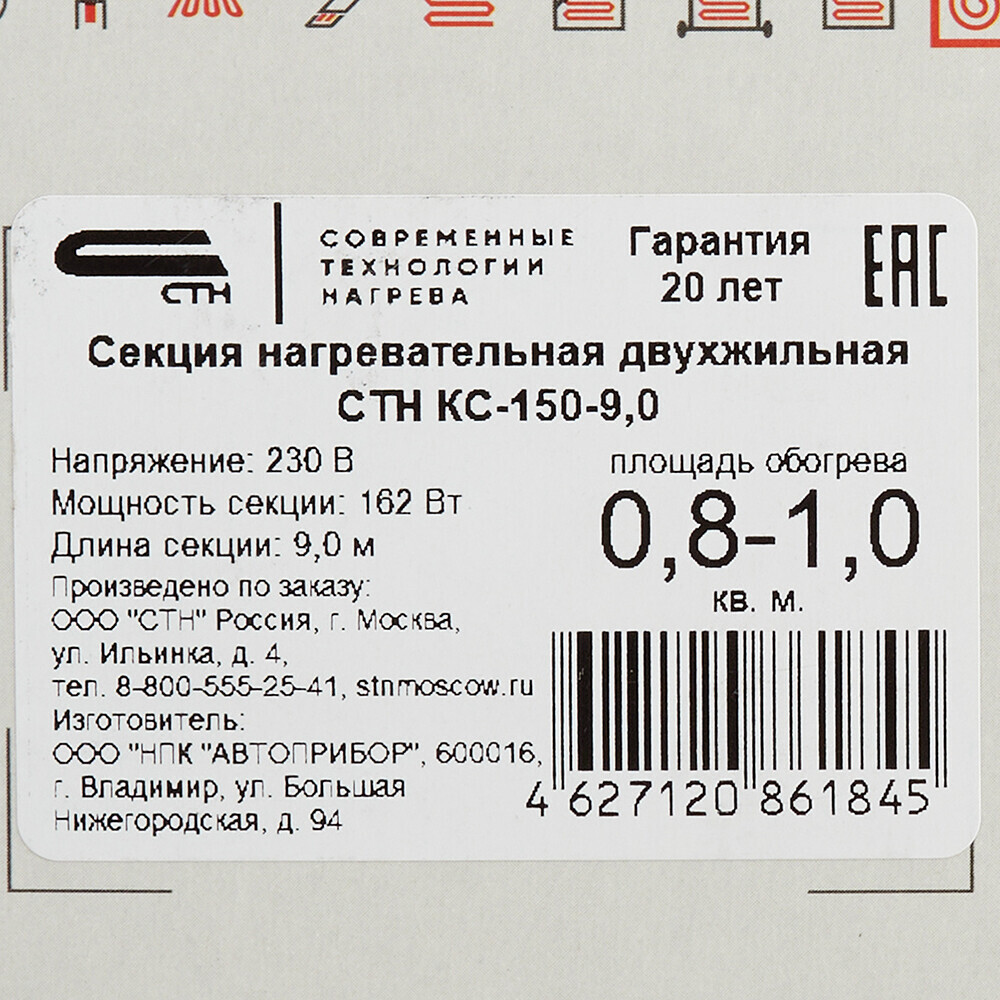 СТН
СОВРЕМЕННЫЕ
ТЕХНОЛОГИИ
НАГРЕВА
Гарантия
20 лет
ЕАС
Секция нагревательная двухжильная
СТН КС-150-9,0
Напряжение: 230 В
Мощность секции: 162 Вт
Длина секции: 9,0 м
Произведено по заказу:
ООО "СТН" Россия, г. Москва,
ул. Ильинка, д. 4,
тел. 8-800-555-25-41, stnmoscow.ru
Изготовитель:
ООО "НПК "АВТОПРИБОР", 600016,
г. Владимир, ул. Большая
Нижегородская, д. 94
площадь обогрева
0,8-1,0
кв. м.
4 627120 861845